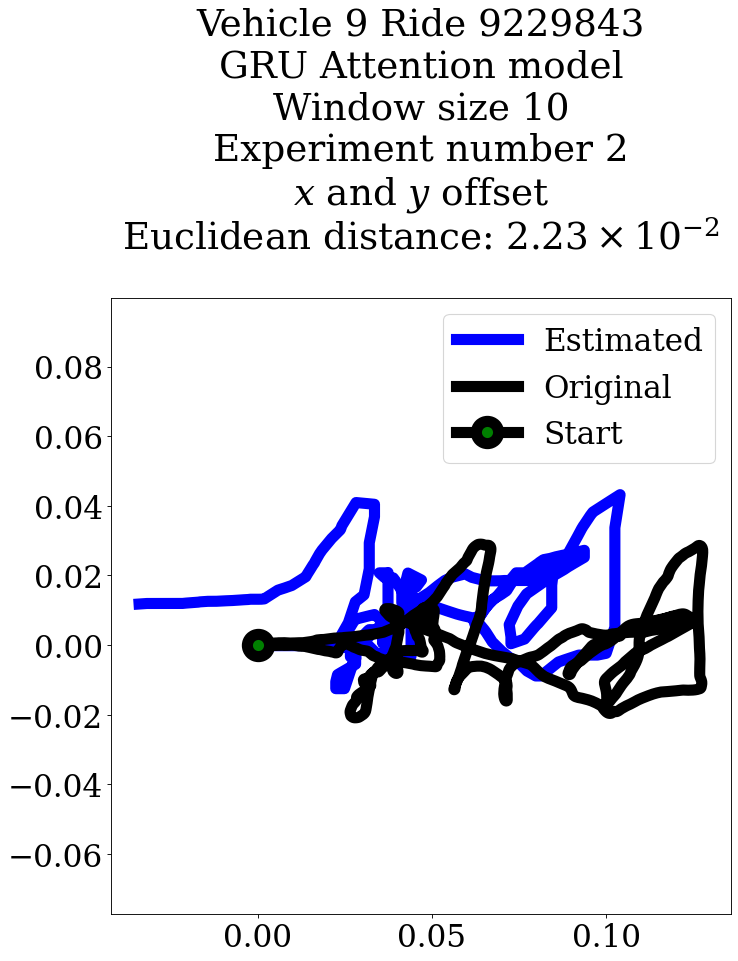 Vehicle 9 Ride 9229843
GRU Attention model
Window size 10
Experiment number 2
x and y offset
Euclidean distance: 2.23 × 10⁻²
Estimated
Original
Start
0.08
0.06
0.04
0.02
0.00
−0.02
−0.04
−0.06
0.00 0.05 0.10